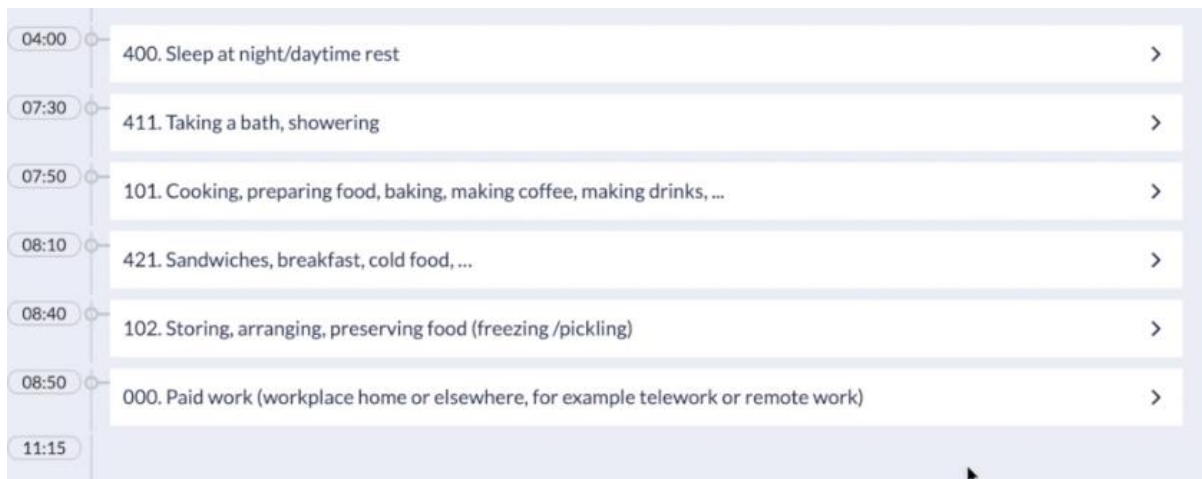 04:00
400. Sleep at night/daytime rest
07:30
411. Taking a bath, showering
07:50
101. Cooking, preparing food, baking, making coffee, making drinks, ...
08:10
421. Sandwiches, breakfast, cold food, ...
08:40
102. Storing, arranging, preserving food (freezing /pickling)
08:50
000. Paid work (workplace home or elsewhere, for example telework or remote work)
11:15